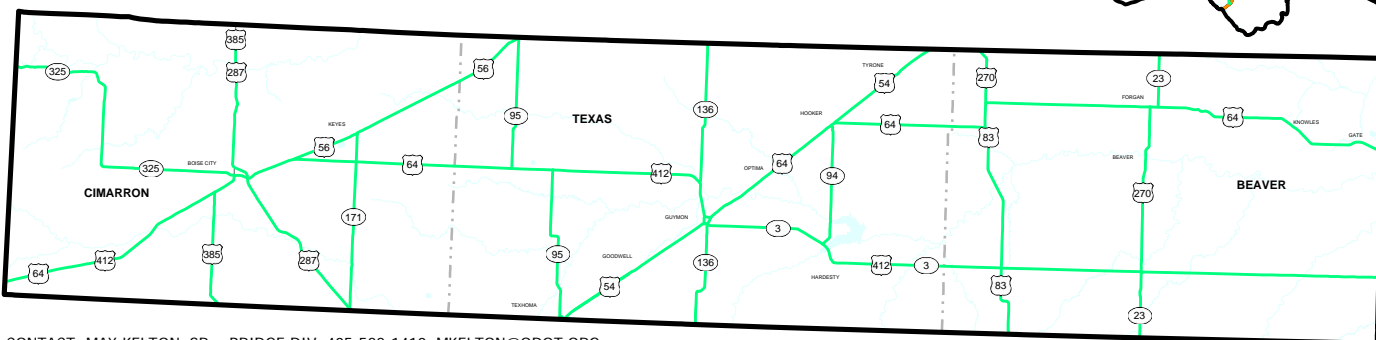 385
325
287
56
TYRONE
270
54
23
136
95
TEXAS
FORGAN
HOOKER
64
64
KNOWLES
KEYES
83
GATE
56
BOISE CITY
325
64
412
OPTIMA
64
94
BEAVER
CIMARRON
270
BEAVER
171
GUYMON
3
64
412
385
287
95
GOODWELL
136
412
3
HARDESTY
54
83
TEXHOMA
23